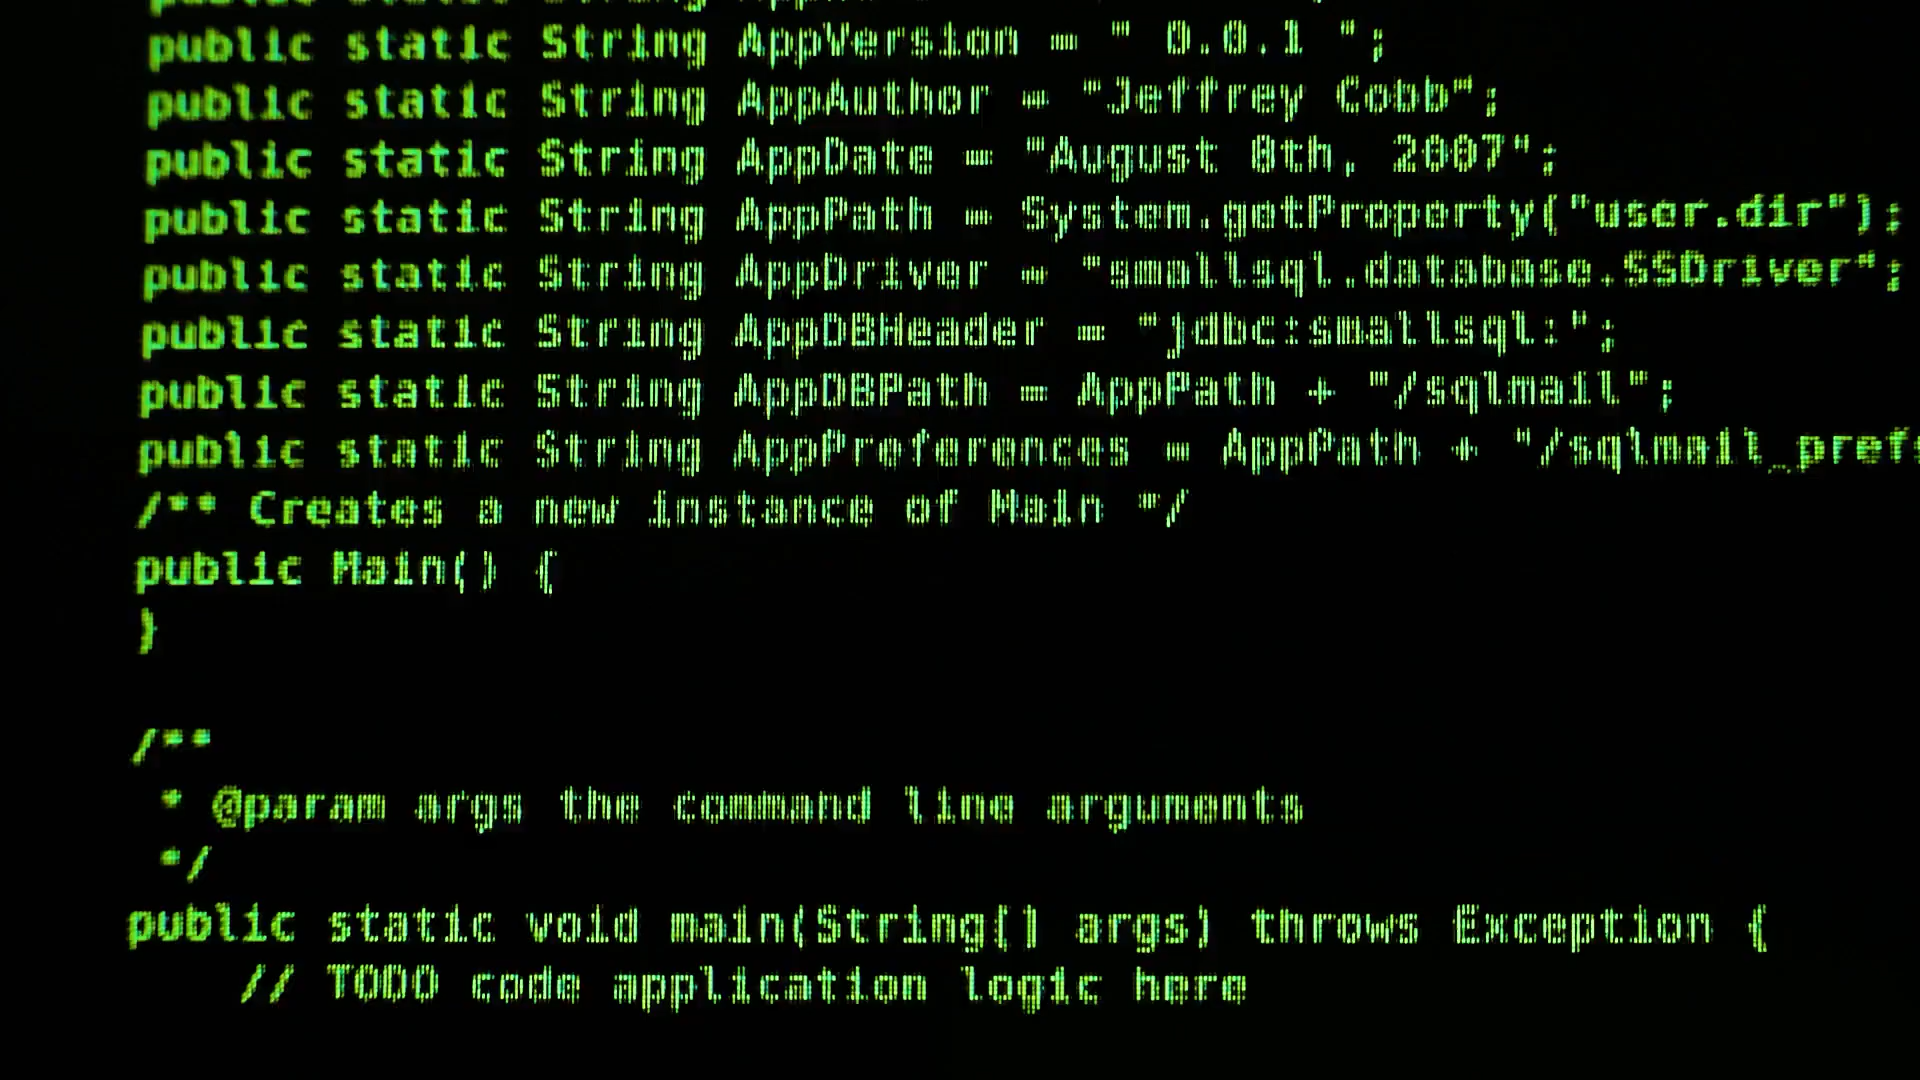 public static String
public static String AppVersion = " 0.0.1 ";
public static String AppAuthor = "Jeffrey Cobb";
public static String AppDate = "August 8th, 2007";
public static String AppPath = System.getProperty("user.dir");
public static String AppDriver = "smallsql.database.SSDriver";
public static String AppDBHeader = "jdbc:smallsql:";
public static String AppDBPath = AppPath + "/sqlmail";
public static String AppPreferences = AppPath + "/sqlmail_prefs
/** Creates a new instance of Main */
public Main() {
}
/**
* @param args the command line arguments
*/
public static void main(String[] args) throws Exception {
// TODO code application logic here